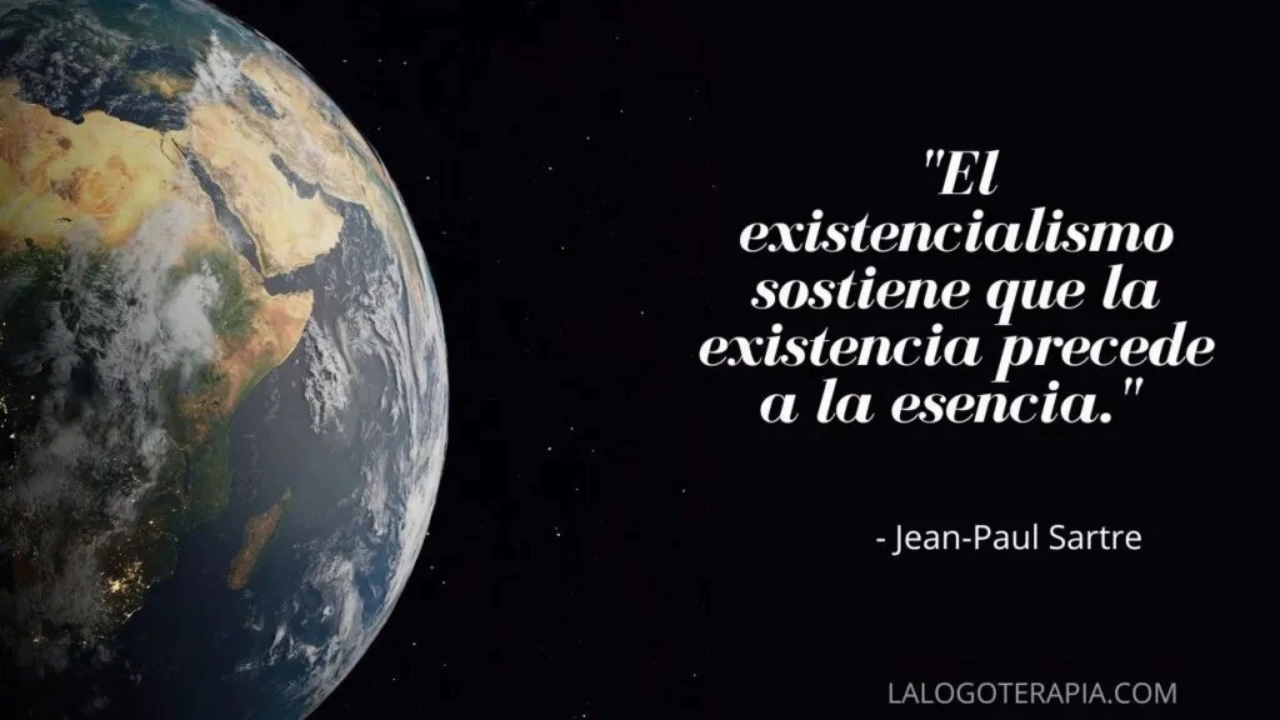 "El
existencialismo
sostiene que la
existencia precede
a la esencia."
- Jean-Paul Sartre
LALOGOTERAPIA.COM